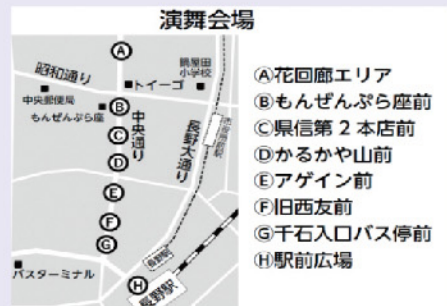 演舞会場
Ⓐ
昭和通り
鍋屋田
小学校
■トイーゴ
中央郵便局
もんぜんぷら座
Ⓑ
中央通り
長野大通り
Ⓒ
Ⓓ
Ⓔ
Ⓕ
Ⓖ
バスターミナル
長野駅
Ⓗ
長野駅
Ⓐ花回廊エリア
Ⓑもんぜんぷら座前
Ⓒ県信第2本店前
Ⓓかるかや山前
Ⓔアゲイン前
Ⓕ旧西友前
Ⓖ千石入口バス停前
Ⓗ駅前広場